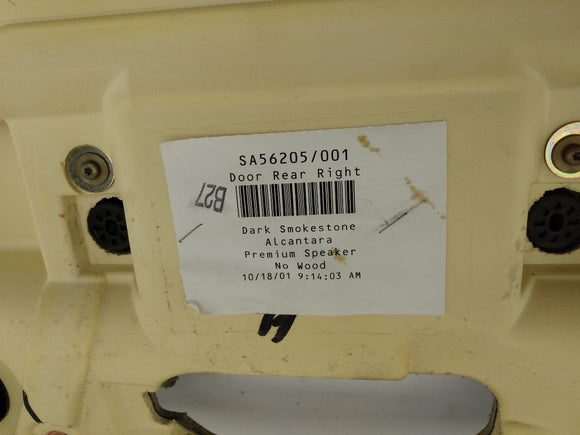 SA56205/001
Door Rear Right
B27
Dark Smokestone
Alcantara
Premium Speaker
No Wood
10/18/01 9:14:03 AM